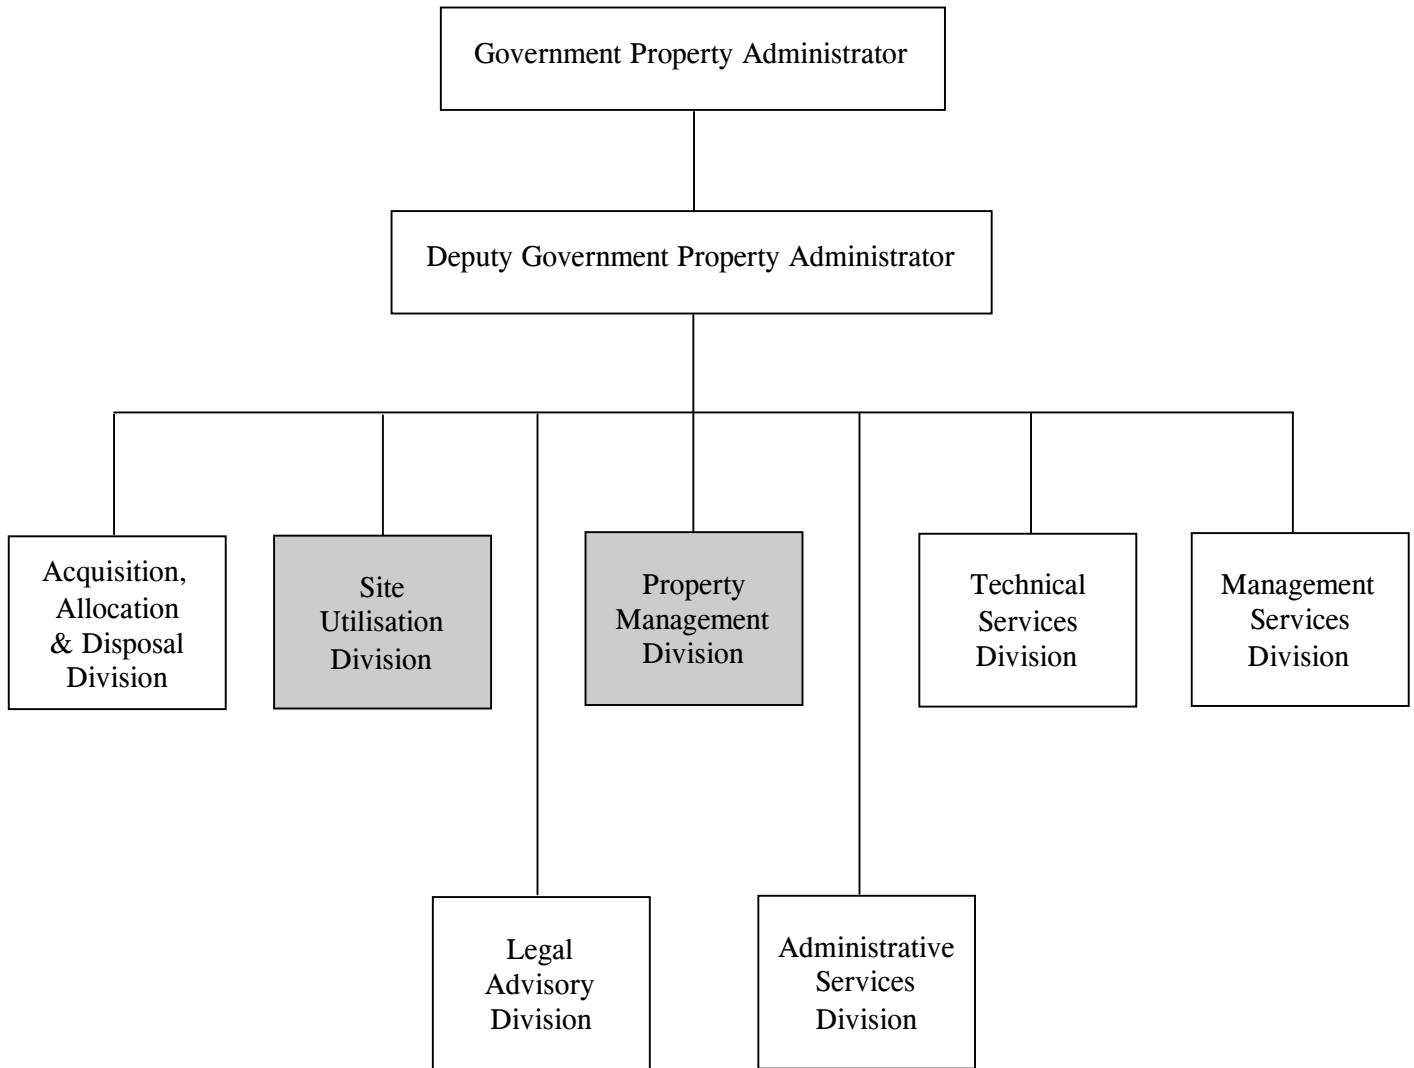 Government Property Administrator
Deputy Government Property Administrator
Acquisition,
Allocation
& Disposal
Division
Site
Utilisation
Division
Property
Management
Division
Technical
Services
Division
Management
Services
Division
Legal
Advisory
Division
Administrative
Services
Division